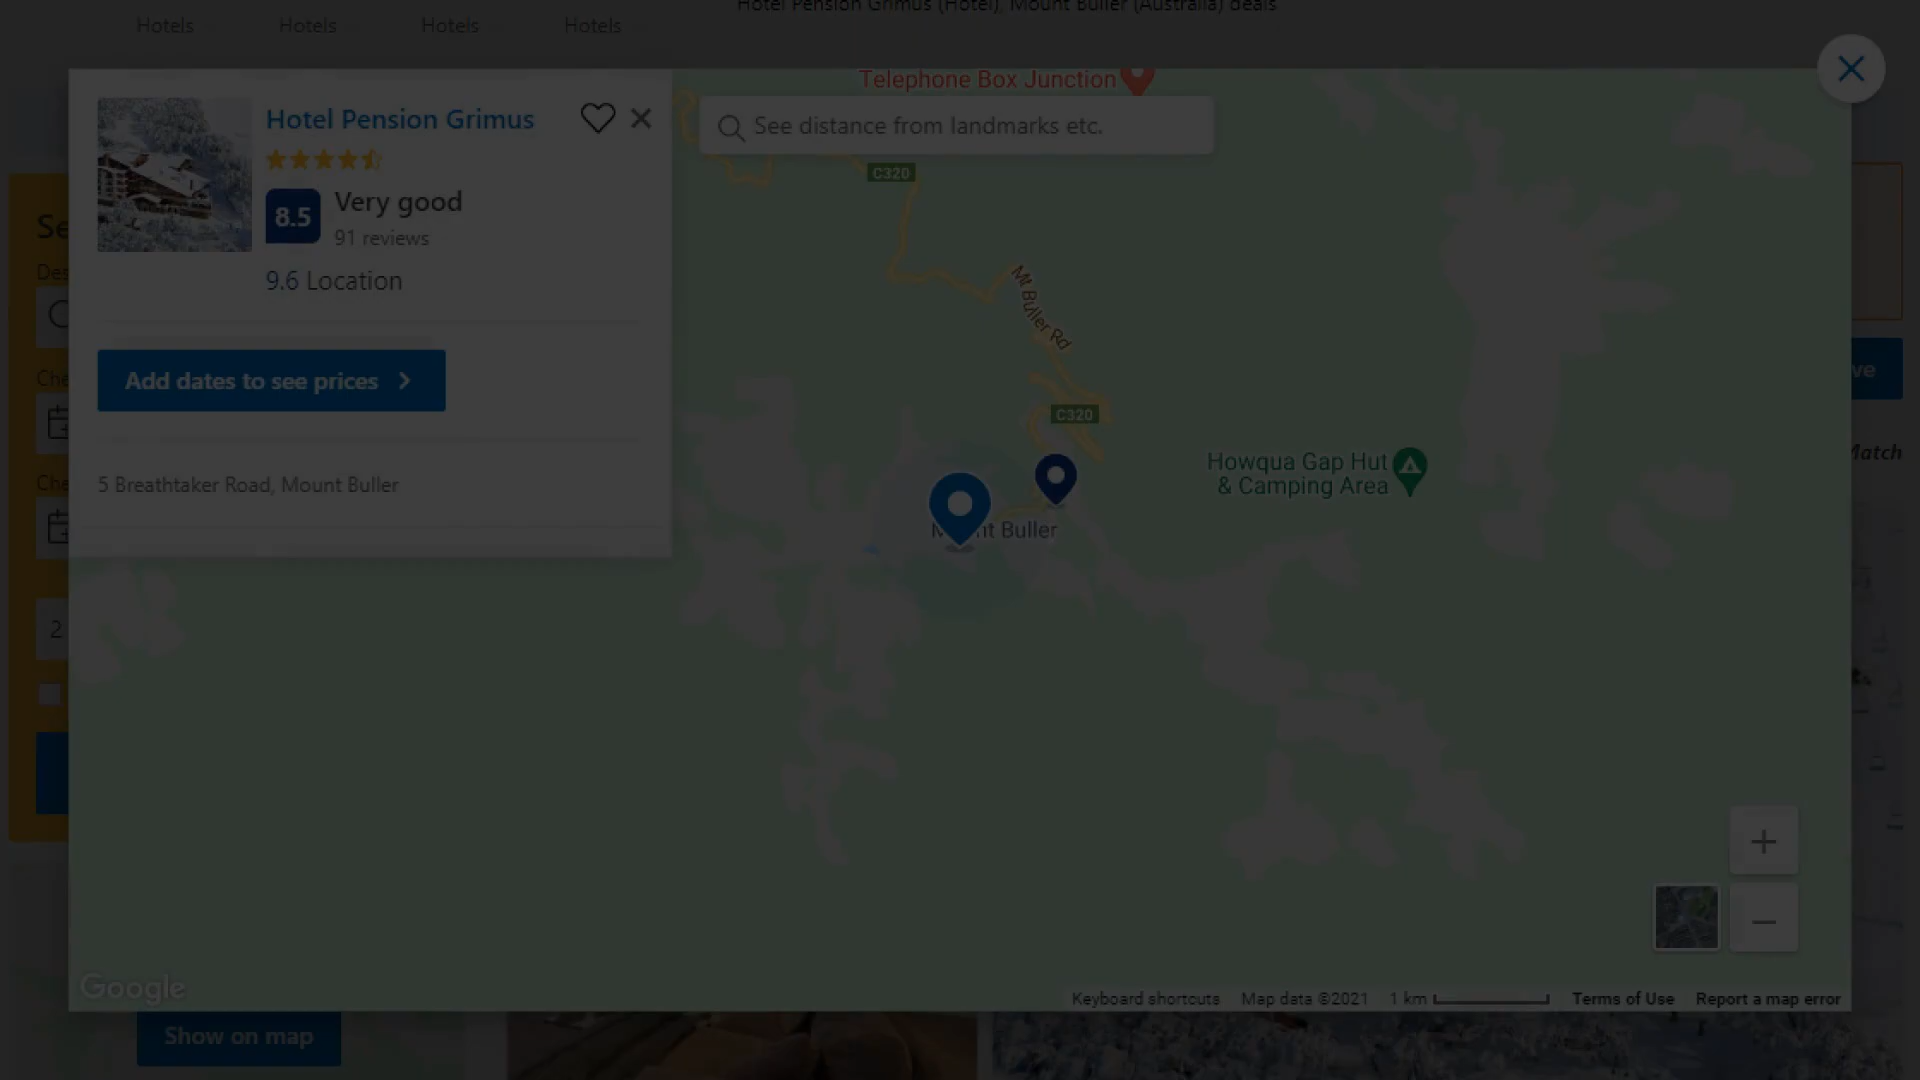 Hotel Pension Grimus (Hotel), Mount Buller (Australia) deals
Hotels
Hotels
Hotels
Hotels
Telephone Box Junction
Hotel Pension Grimus
See distance from landmarks etc.
C320
8.5
Very good
91 reviews
9.6 Location
Mt Buller Rd
Add dates to see prices
C320
Howqua Gap Hut
& Camping Area
5 Breathtaker Road, Mount Buller
Buller
2
Google
Keyboard shortcuts
Map data ©2021
1 km
Terms of Use
Report a map error
Show on map